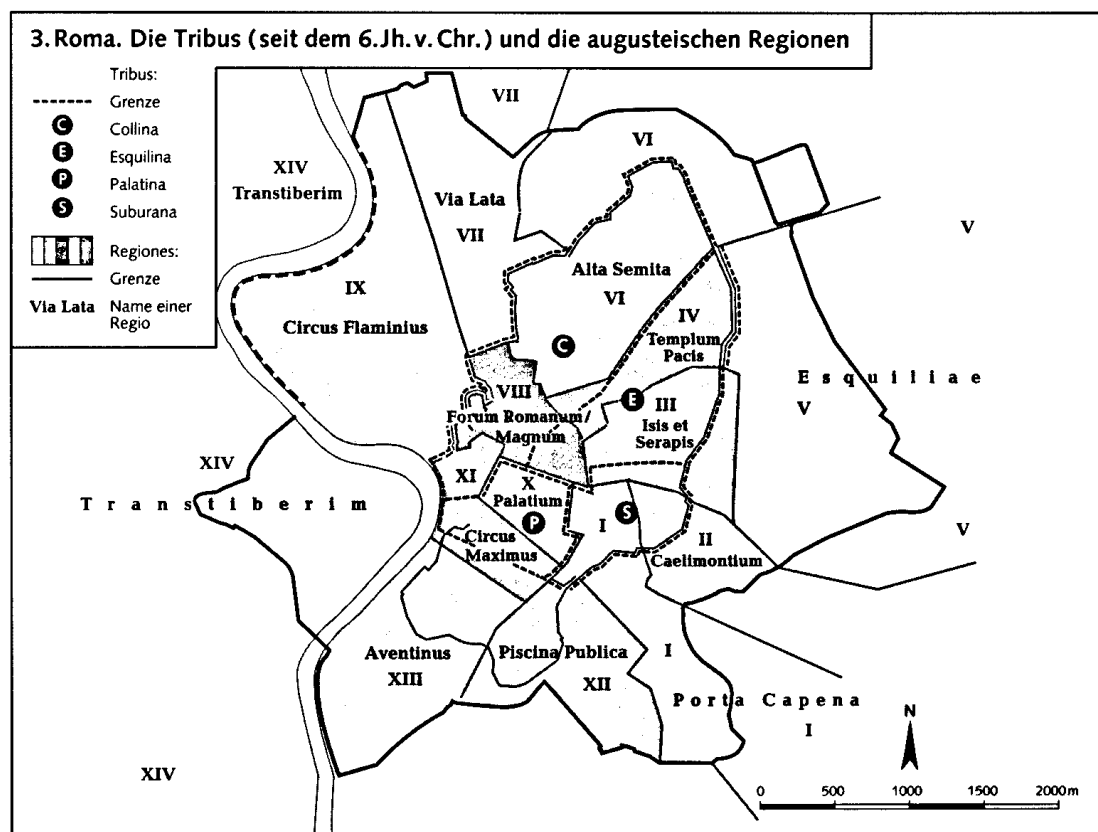 3. Roma. Die Tribus (seit dem 6. Jh. v. Chr.) und die augusteischen Regionen
Tribus:
Grenze
C Collina
E Esquilina
P Palatina
S Suburana
Regiones:
Grenze
Via Lata Name einer
Regio
VII
VI
XIV
Transtiberim
Via Lata
VII
V
Alta Semita
VI
IX
Circus Flaminius
IV
Templum
Pacis
C
Esquiliae
V
VIII
E
III
Forum Romanum/
Magnum
Isis et
Serapis
XIV
Transtiberim
XI
X
Palatium
P
I
S
II
Caelimontium
V
Circus
Maximus
Aventinus
XIII
Piscina Publica
XII
I
Porta Capena
I
XIV
N
0 500 1000 1500 2000 m